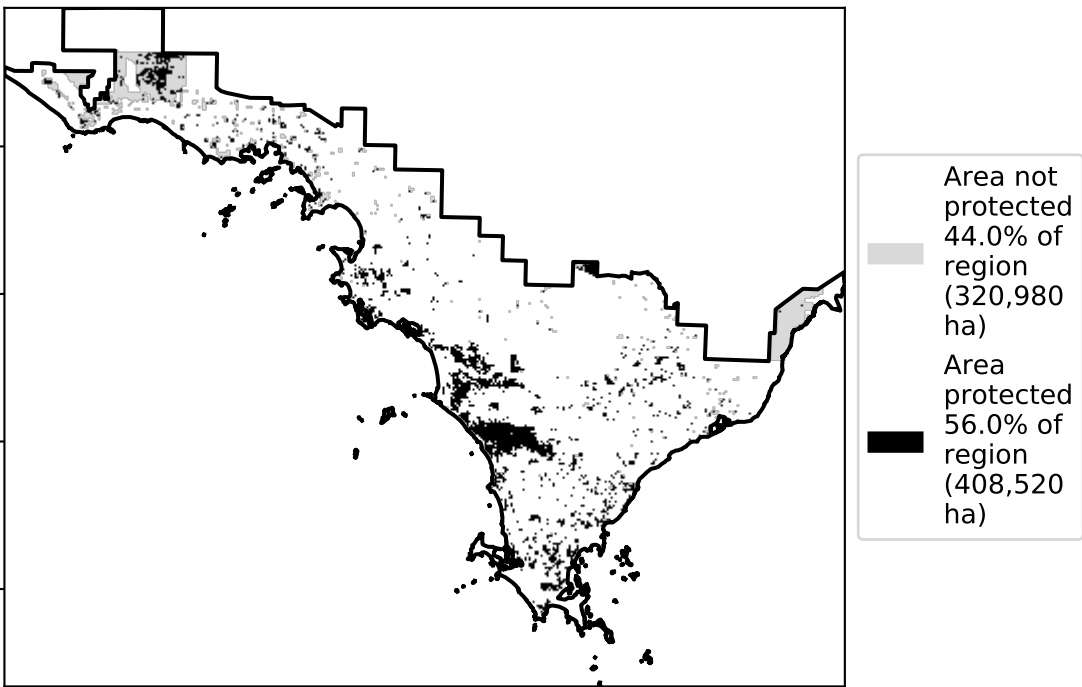 Area not
protected
44.0% of
region
(320,980
ha)
Area
protected
56.0% of
region
(408,520
ha)